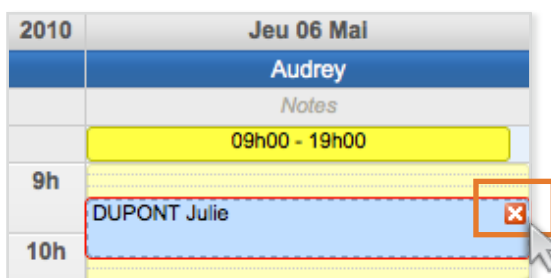 2010 Jeu 06 Mai
Audrey
Notes
09h00 - 19h00
9h
DUPONT Julie
10h